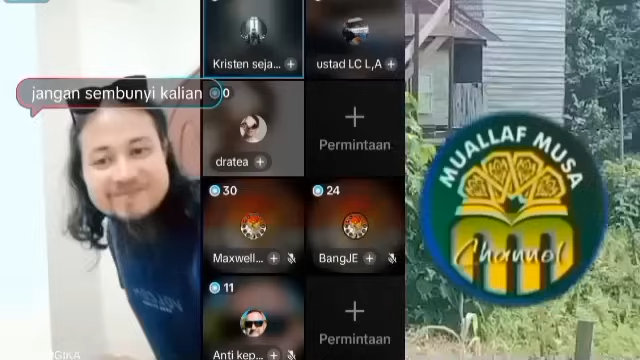 jangan sembunyi kalian
Kristen seja...
ustad LC L,A
0
dratea
Permintaan
30
24
Maxwell...
BangJE
11
Anti kep...
Permintaan
MUALLAF MUSA
Channel